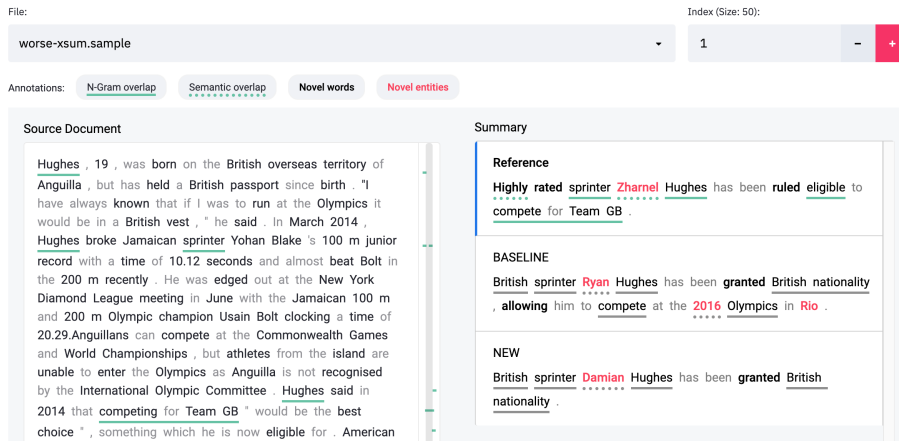 File:
Index (Size: 50):
worse-xsum.sample
1
Annotations:
N-Gram overlap
Semantic overlap
Novel words
Novel entities
Source Document
Hughes , 19 , was born on the British overseas territory of
Anguilla , but has held a British passport since birth . "I
have always known that if I was to run at the Olympics it
would be in a British vest , " he said . In March 2014 ,
Hughes broke Jamaican sprinter Yohan Blake 's 100 m junior
record with a time of 10.12 seconds and almost beat Bolt in
the 200 m recently . He was edged out at the New York
Diamond League meeting in June with the Jamaican 100 m
and 200 m Olympic champion Usain Bolt clocking a time of
20.29.Anguillans can compete at the Commonwealth Games
and World Championships , but athletes from the island are
unable to enter the Olympics as Anguilla is not recognised
by the International Olympic Committee . Hughes said in
2014 that competing for Team GB " would be the best
choice " , something which he is now eligible for . American
Summary
Reference
Highly rated sprinter Zharnel Hughes has been ruled eligible to
compete for Team GB .
BASELINE
British sprinter Ryan Hughes has been granted British nationality
, allowing him to compete at the 2016 Olympics in Rio .
NEW
British sprinter Damian Hughes has been granted British
nationality .